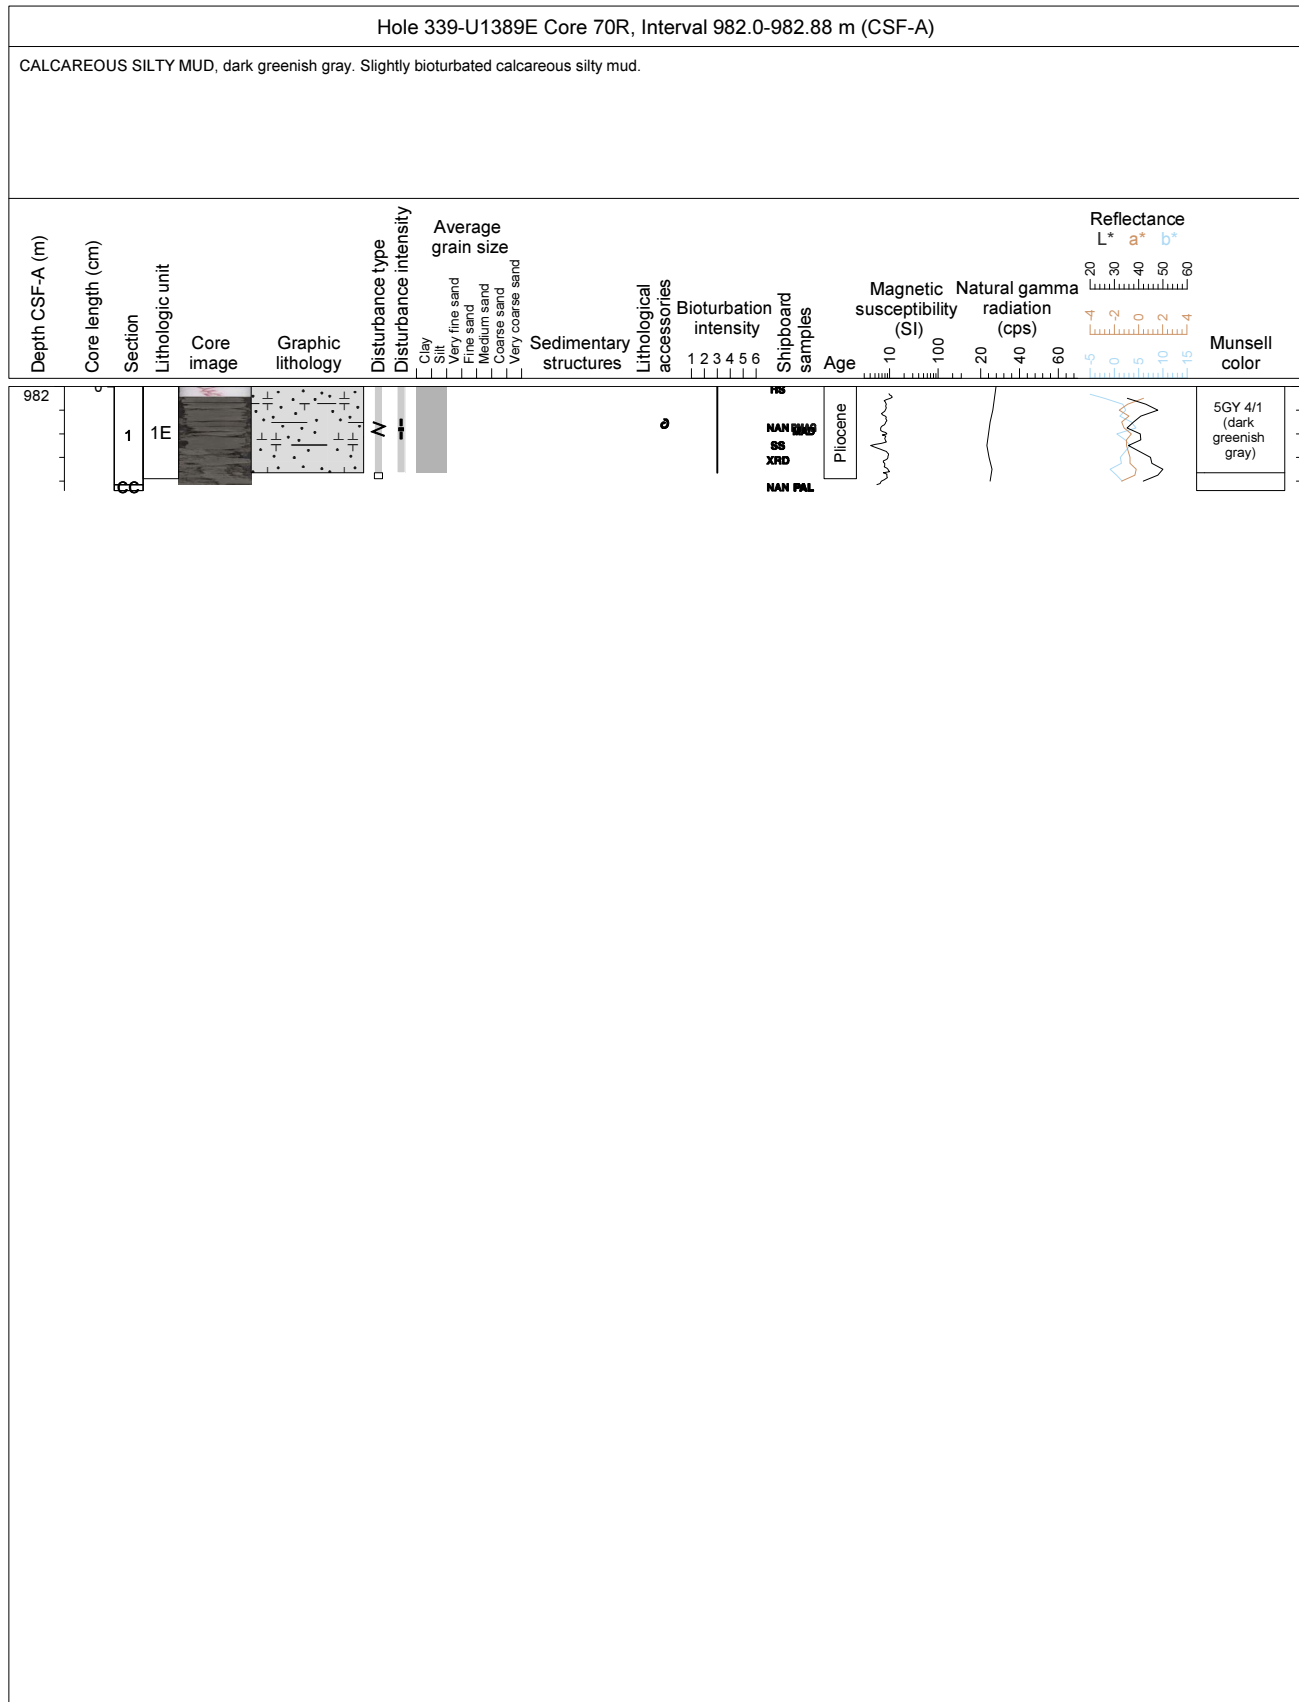 Hole 339-U1389E Core 70R, Interval 982.0-982.88 m (CSF-A)
CALCAREOUS SILTY MUD, dark greenish gray. Slightly bioturbated calcareous silty mud.
Depth CSF-A (m)
Core length (cm)
Section
Lithologic unit
Core
image
Graphic
lithology
Disturbance type
Disturbance intensity
Average
grain size
Clay
Silt
Very fine sand
Fine sand
Medium sand
Coarse sand
Very coarse sand
Sedimentary
structures
Lithological
accessories
Bioturbation
intensity
1 2 3 4 5 6
Shipboard
samples
Age
Magnetic
susceptibility
(SI)
10 100
Natural gamma
radiation
(cps)
20 40 60
Reflectance
L* a* b*
20 30 40 50 60
-4 -2 0 2 4
-5 0 5 10 15
Munsell
color
982
1
1E
CC
HS
NAN
SS
XRD
NAN PAL
Pliocene
5GY 4/1
(dark
greenish
gray)